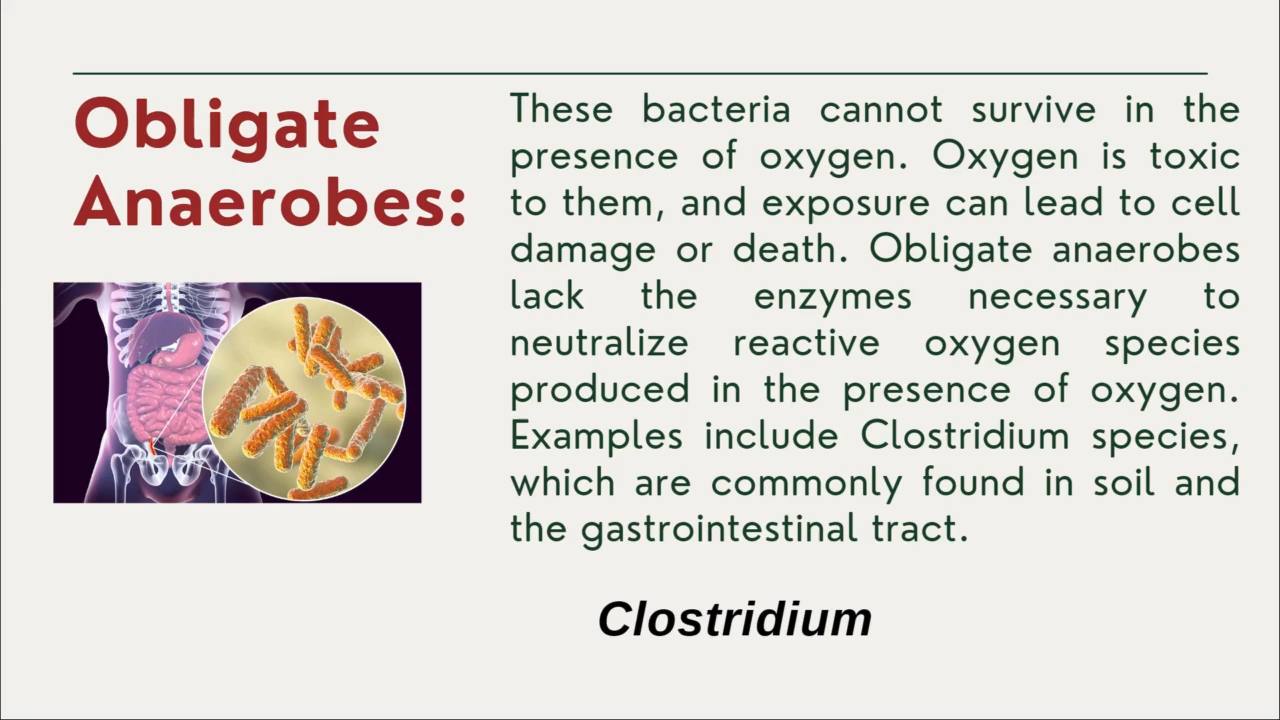 Obligate
Anaerobes:
These bacteria cannot survive in the
presence of oxygen. Oxygen is toxic
to them, and exposure can lead to cell
damage or death. Obligate anaerobes
lack the enzymes necessary to
neutralize reactive oxygen species
produced in the presence of oxygen.
Examples include Clostridium species,
which are commonly found in soil and
the gastrointestinal tract.
Clostridium